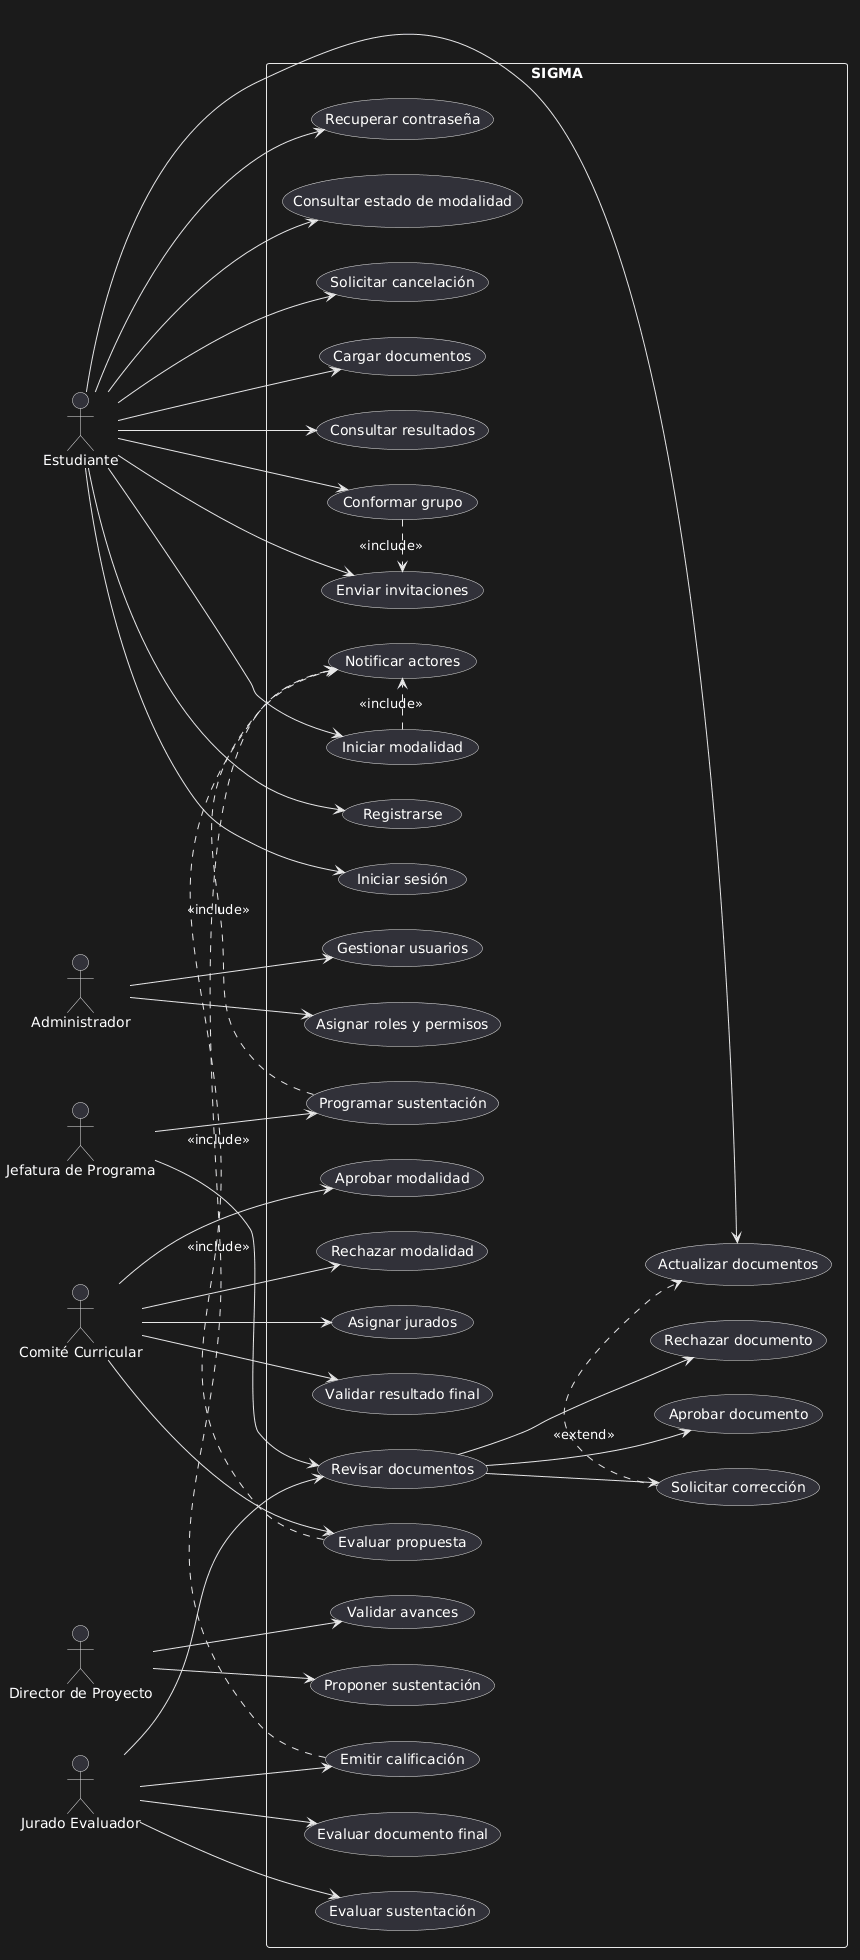 SIGMA
Recuperar contraseña
Consultar estado de modalidad
Solicitar cancelación
Cargar documentos
Consultar resultados
Estudiante
Conformar grupo
«include»
Enviar invitaciones
Notificar actores
«include»
Iniciar modalidad
Registrarse
Iniciar sesión
«include»
Gestionar usuarios
Administrador
Asignar roles y permisos
Programar sustentación
«include»
Jefatura de Programa
Aprobar modalidad
«include»
Rechazar modalidad
Actualizar documentos
Asignar jurados
Rechazar documento
Comité Curricular
Validar resultado final
Aprobar documento
«extend»
Revisar documentos
Solicitar corrección
Evaluar propuesta
Validar avances
Proponer sustentación
Director de Proyecto
Emitir calificación
Jurado Evaluador
Evaluar documento final
Evaluar sustentación